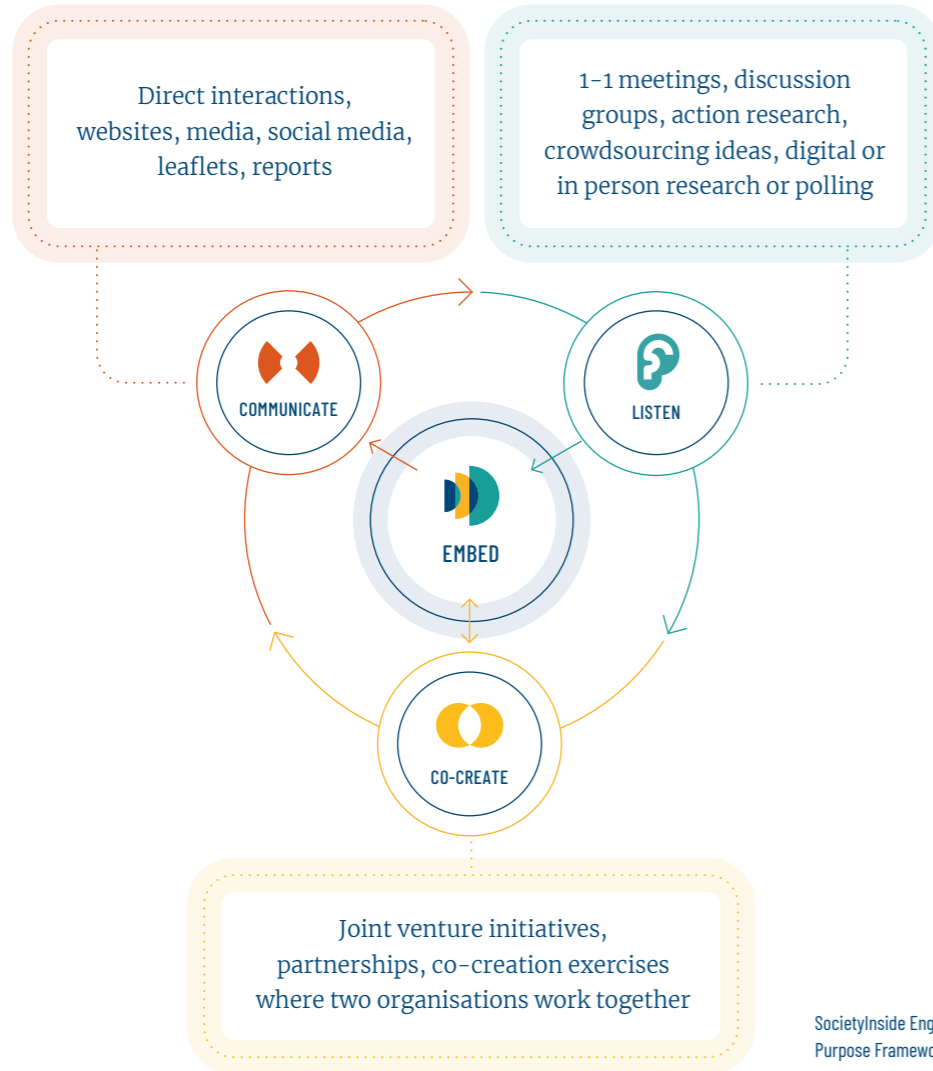 Direct interactions,
websites, media, social media,
leaflets, reports
1-1 meetings, discussion
groups, action research,
crowdsourcing ideas, digital or
in person research or polling
COMMUNICATE
LISTEN
EMBED
CO-CREATE
Joint venture initiatives,
partnerships, co-creation exercises
where two organisations work together
SocietyInside
Purpose